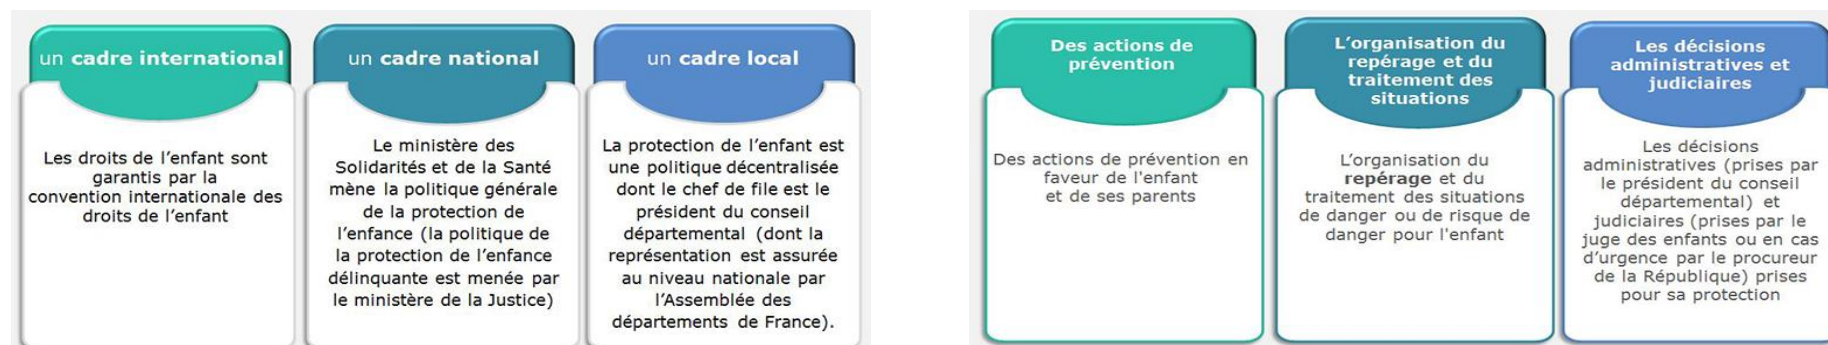 un cadre international
Les droits de l'enfant sont
garantis par la
convention internationale des
droits de l'enfant
un cadre national
Le ministère des
Solidarités et de la Santé
mène la politique générale
de la protection de
l'enfance (la politique de
la protection de l'enfance
délinquante est menée par
le ministère de la Justice)
un cadre local
La protection de l'enfant est
une politique décentralisée
dont le chef de file est le
président du conseil
départemental (dont la
représentation est assurée
au niveau nationale par
l'Assemblée des
départements de France).
Des actions de
prévention
Des actions de prévention en
faveur de l'enfant
et de ses parents
L'organisation du
repérage et du
traitement des
situations
L'organisation du
repérage et du
traitement des situations
de danger ou de risque de
danger pour l'enfant
Les décisions
administratives et
judiciaires
Les décisions
administratives (prises par
le président du conseil
départemental) et
judiciaires (prises par le
juge des enfants ou en cas
d'urgence par le procureur
de la République) prises
pour sa protection